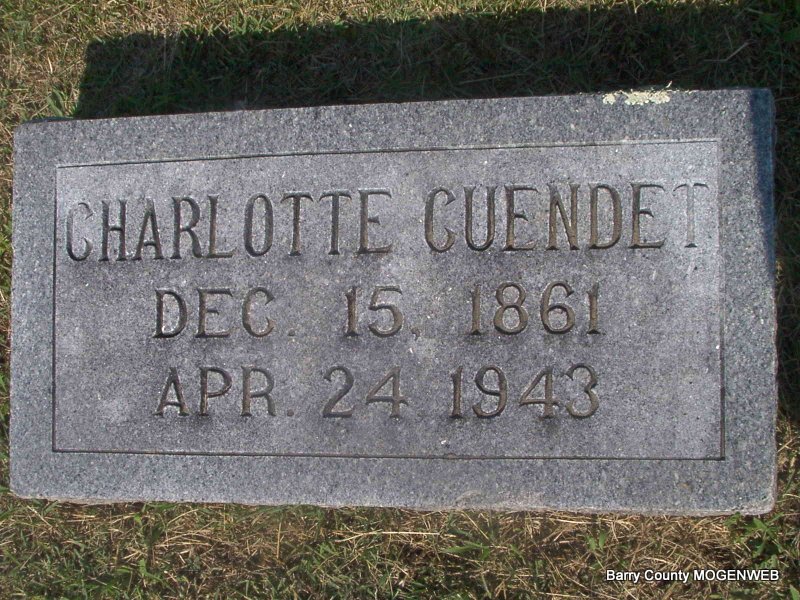 CHARLOTTE CUENDET
DEC. 15, 1861
APR. 24, 1943
Barry County MOGENWEB